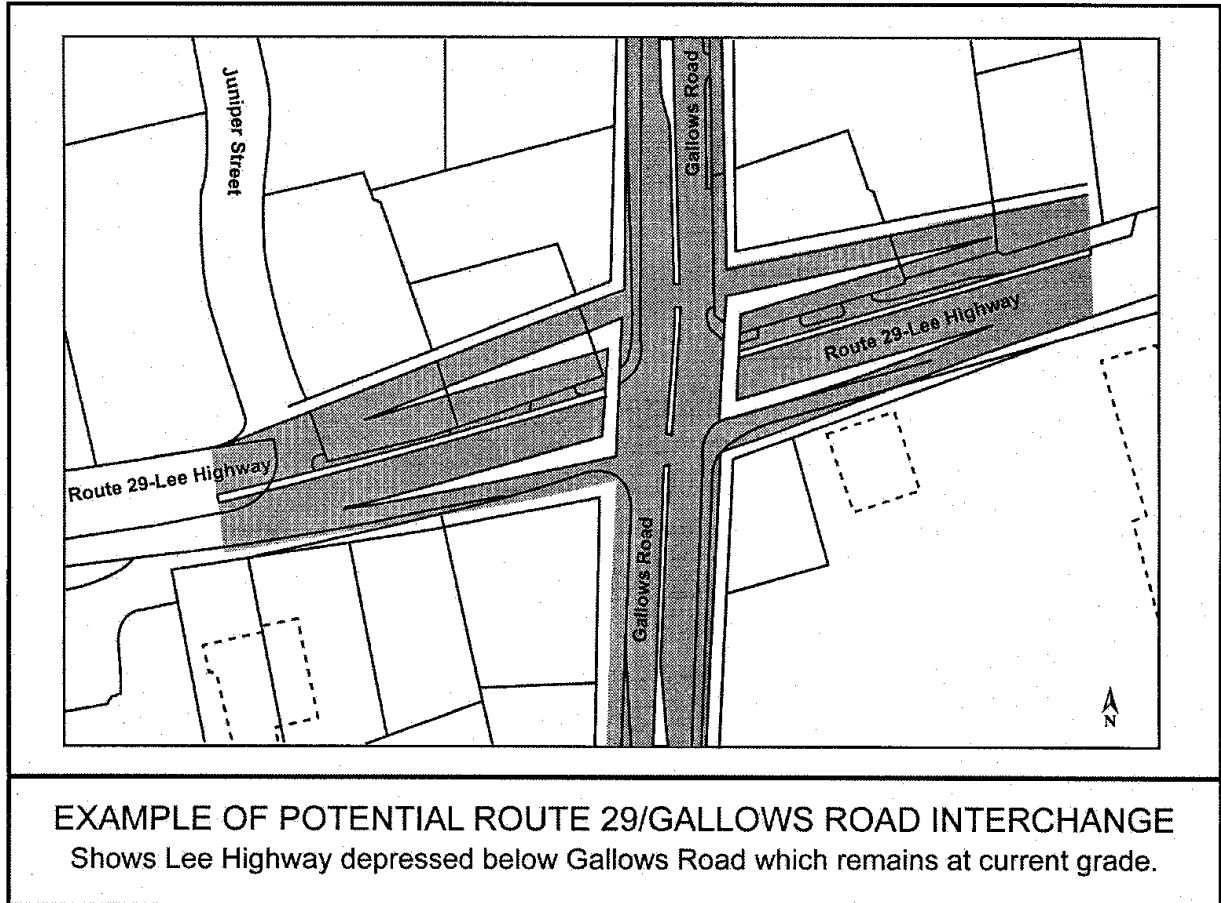 Juniper Street
Gallows Road
Route 29-Lee Highway
Route 29-Lee Highway
Gallows Road
N
EXAMPLE OF POTENTIAL ROUTE 29/GALLOWS ROAD INTERCHANGE
Shows Lee Highway depressed below Gallows Road which remains at current grade.